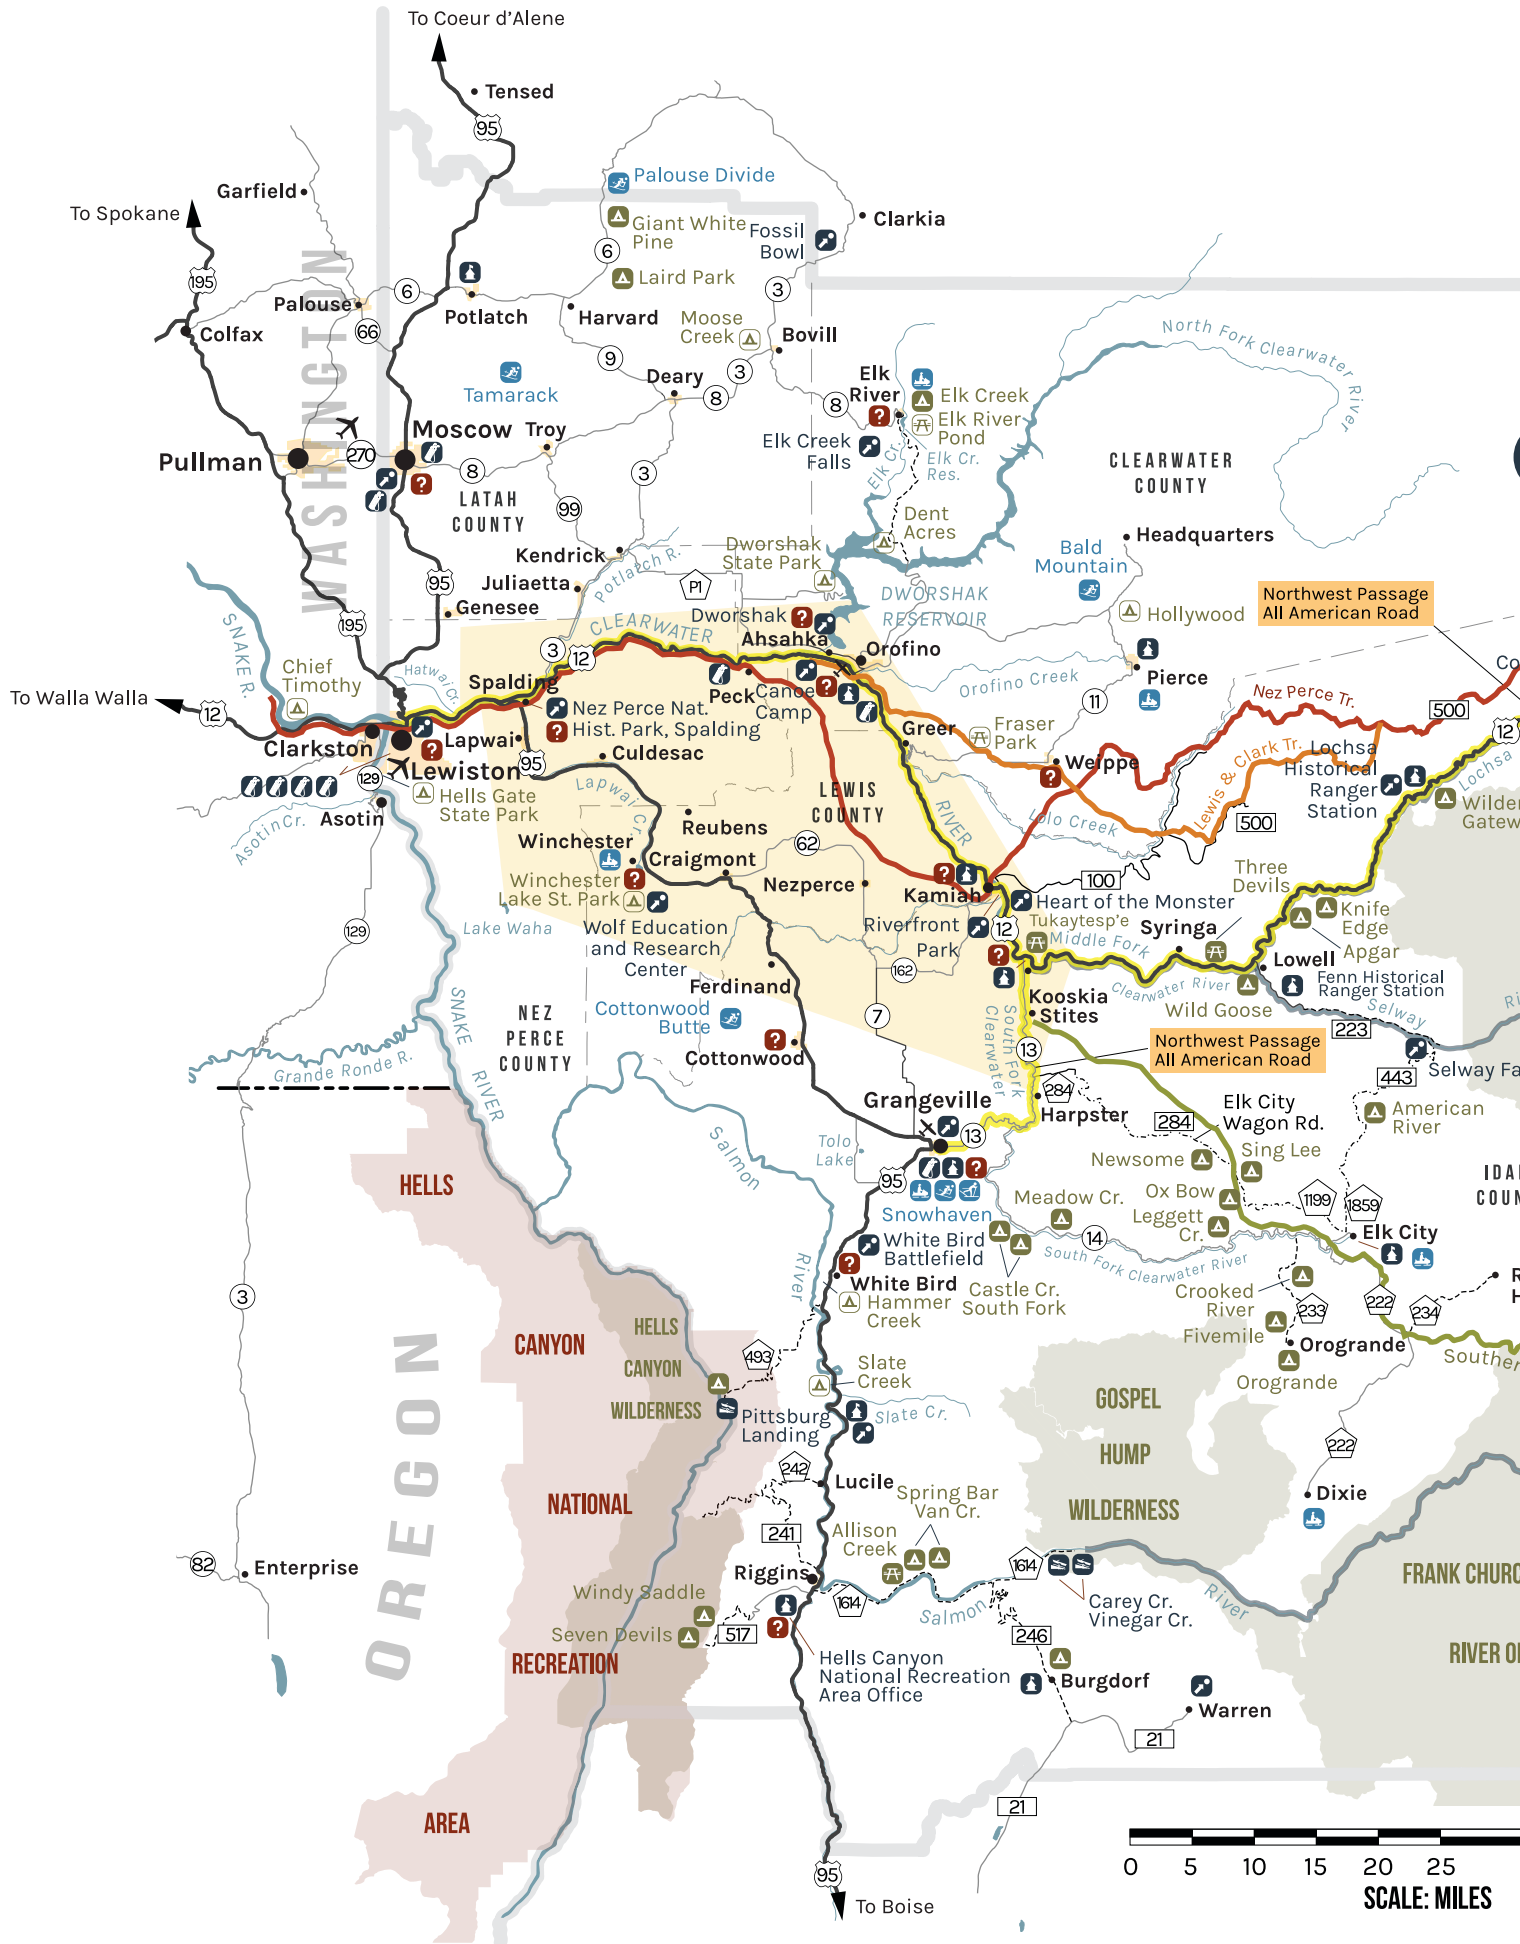 To Coeur d'Alene
Tensed
95
Garfield
To Spokane
Palouse Divide
Giant White
Pine
Fossil
Bowl
Clarkia
195
6
Laird Park
Palouse
6
Potlatch
Harvard
3
Moose
Creek
Bovill
Colfax
66
9
3
North Fork Clearwater River
WASHINGTON
Tamarack
Deary
8
8
Elk
River
Elk Creek
Elk River
Pond
Moscow
Troy
Pullman
270
8
3
Elk Creek
Falls
Elk Cr.
Elk Cr.
Res.
CLEARWATER
COUNTY
LATAH
COUNTY
99
Dent
Acres
Headquarters
Kendrick
Potlatch R.
Dworshak
State Park
Bald
Mountain
Juliaetta
P1
DWORSHAK
RESERVOIR
95
Genesee
Northwest Passage
All American Road
Hollywood
195
SNAKE R.
CLEARWATER
Dworshak
Ahsahka
Orofino
3
12
Chief
Timothy
Hatwai Cr.
Spalding
Peck
Canoe
Camp
Orofino Creek
Pierce
Nez Perce Tr.
Co
To Walla Walla
12
Nez Perce Nat.
Hist. Park, Spalding
11
500
12
Clarkston
Lapwai
Culdesac
Greer
Fraser
Park
Weippe
Lewis & Clark Tr.
Lochsa
Historical
Ranger
Station
Lochsa
129
Lewiston
95
Hells Gate
State Park
Lapwai Cr.
LEWIS
COUNTY
RIVER
Wilder
Gatew
Asotin
Asotin Cr.
Reubens
Lolo Creek
500
Winchester
Craigmont
62
Three
Devils
Winchester
Lake St. Park
Nezperce
Kamiah
100
Heart of the Monster
Knife
Edge
129
Lake Waha
Wolf Education
and Research
Center
Riverfront
Park
12
Tukaytesp'e
Middle Fork
Syringa
Apgar
Lowell
162
Ferdinand
Clearwater River
Wild Goose
Fenn Historical
Ranger Station
SNAKE
RIVER
NEZ
PERCE
COUNTY
Cottonwood
Butte
7
Kooskia
Stites
South Fork
Clearwater
Selway
Ri
223
Cottonwood
13
Northwest Passage
All American Road
Grande Ronde R.
443
Selway Fa
Grangeville
284
Harpster
Elk City
Wagon Rd.
284
American
River
13
Salmon
Tolo
Lake
Newsome
Sing Lee
HELLS
95
Ox Bow
1199
1859
IDA
COUN
Snowhaven
Meadow Cr.
Leggett
Cr.
Elk City
White Bird
Battlefield
14
South Fork Clearwater River
River
White Bird
Castle Cr.
South Fork
Crooked
River
R
H
3
Hammer
Creek
233
222
234
HELLS
CANYON
WILDERNESS
CANYON
493
Fivemile
Orogrande
Souther
OREGON
Slate
Creek
Orogrande
GOSPEL
HUMP
WILDERNESS
Pittsburg
Landing
Slate Cr.
222
242
Lucile
NATIONAL
Spring Bar
Van Cr.
Dixie
241
Allison
Creek
82
Enterprise
Riggins
1614
FRANK CHURC
Windy Saddle
1614
Salmon
Carey Cr.
Vinegar Cr.
River
Seven Devils
517
246
RECREATION
Hells Canyon
National Recreation
Area Office
Burgdorf
RIVER O
Warren
21
AREA
21
95
To Boise
0 5 10 15 20 25
SCALE: MILES